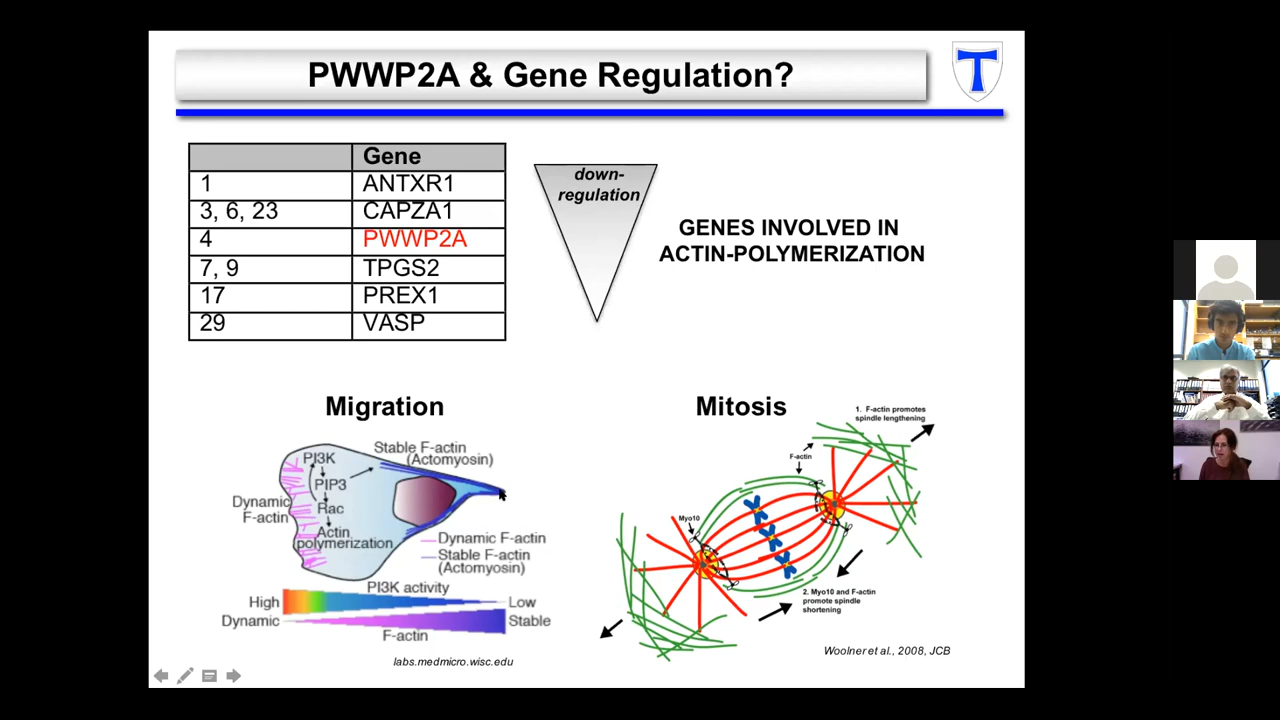 PWWP2A & Gene Regulation?
T
Gene
1 ANTXR1
3, 6, 23 CAPZA1
4 PWWP2A
7, 9 TPGS2
17 PREX1
29 VASP
down-
regulation
GENES INVOLVED IN
ACTIN-POLYMERIZATION
Migration
Stable F-actin
(Actomyosin)
PI3K
PIP3
Dynamic
F-actin
Rac
Actin
polymerization
Dynamic F-actin
Stable F-actin
(Actomyosin)
PI3K activity
High
Low
Dynamic
Stable
F-actin
labs.medmicro.wisc.edu
Mitosis
1. F-actin promotes
spindle lengthening
F-actin
Myo10
2. Myo10 and F-actin
promote spindle
shortening
Woolner et al., 2008, JCB